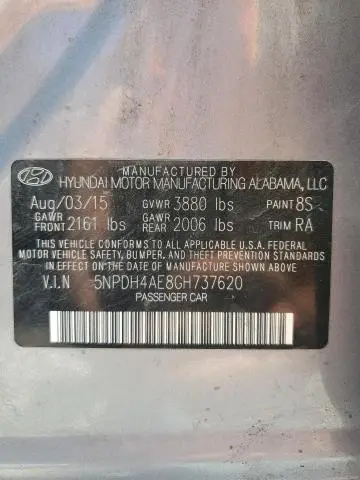 MANUFACTURED BY
HYUNDAI MOTOR MANUFACTURING ALABAMA, LLC
Aug/03/15 GVWR 3880 lbs PAINT 8S
GAWR FRONT 2161 lbs GAWR REAR 2006 lbs TRIM RA
THIS VEHICLE CONFORMS TO ALL APPLICABLE U.S.A. FEDERAL
MOTOR VEHICLE SAFETY, BUMPER, AND THEFT PREVENTION
STANDARDS IN EFFECT ON THE DATE OF MANUFACTURE SHOWN ABOVE.
V.I.N 5NPDH4AE8GH737620
PASSENGER CAR